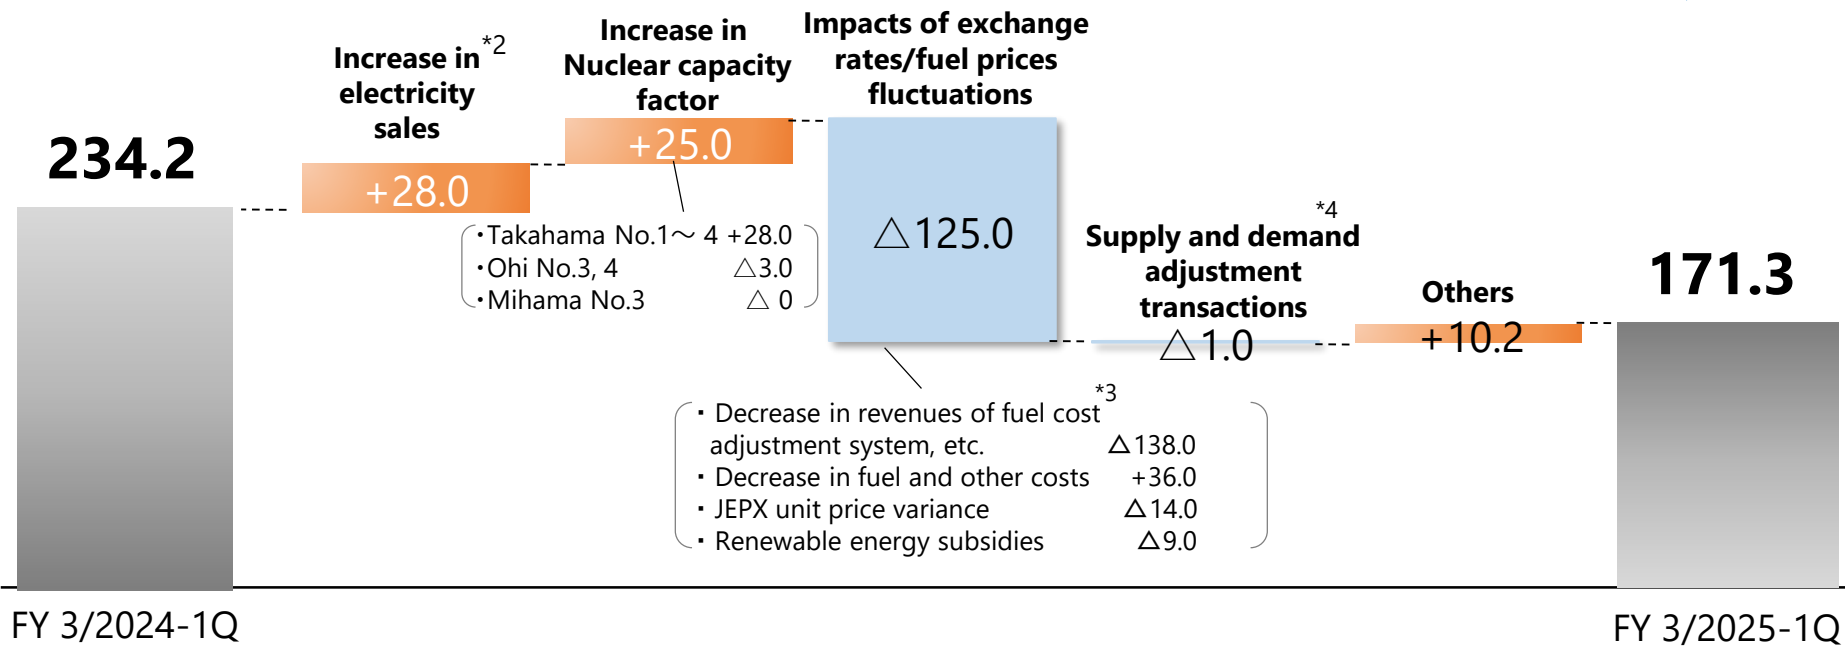 234.2
Increase in *2
electricity
sales
+28.0
Increase in
Nuclear capacity
factor
+25.0
・Takahama No.1～ 4 +28.0
・Ohi No.3, 4 △3.0
・Mihama No.3 △ 0
Impacts of exchange
rates/fuel prices
fluctuations
△125.0
・ Decrease in revenues of fuel cost *3
adjustment system, etc. △138.0
・ Decrease in fuel and other costs +36.0
・ JEPX unit price variance △14.0
・ Renewable energy subsidies △9.0
*4
Supply and demand
adjustment
transactions
△1.0
Others
+10.2
171.3
FY 3/2024-1Q
FY 3/2025-1Q